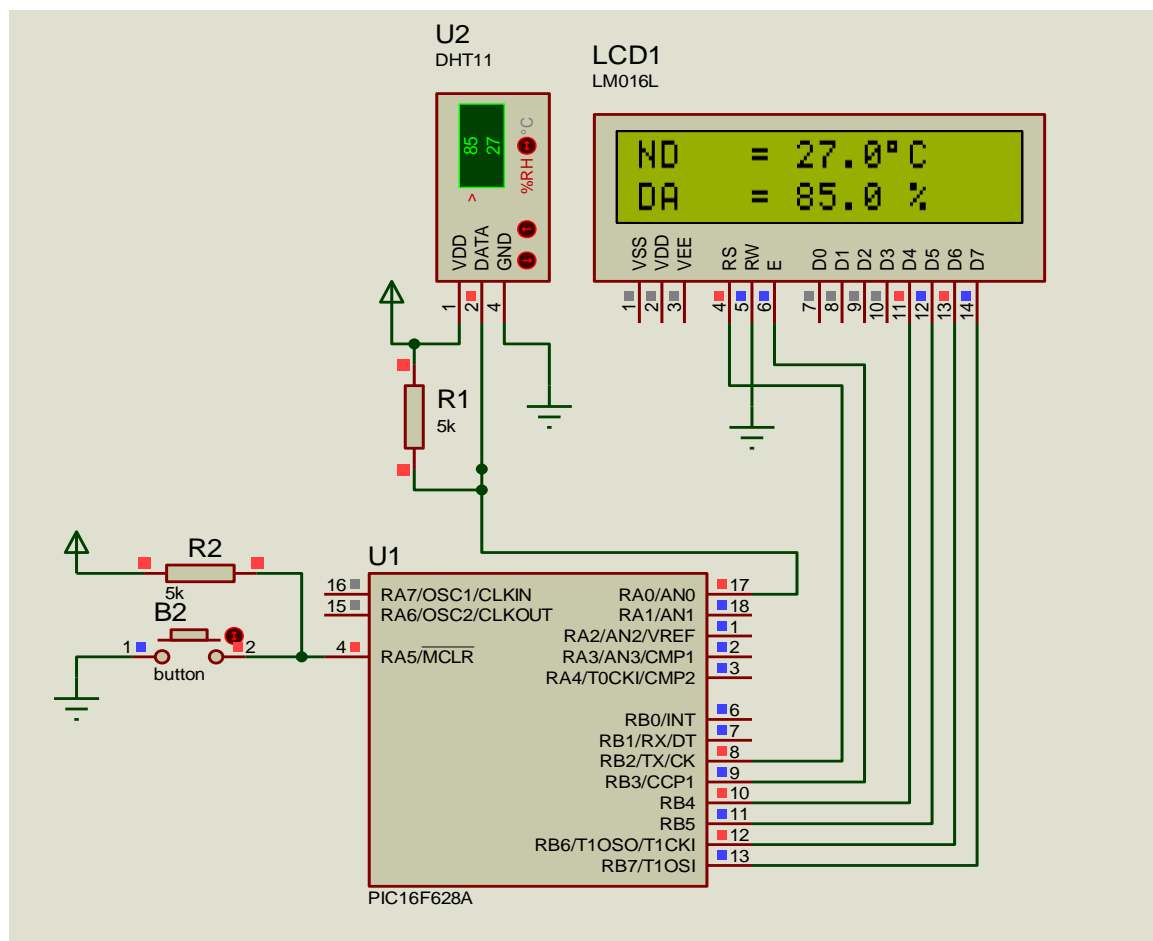 U2
DHT11
85
27
>
%RH °C
VDD
DATA
GND
1
2
4
LCD1
LM016L
ND = 27.0°C
DA = 85.0 %
VSS
VDD
VEE
RS
RW
E
D0
D1
D2
D3
D4
D5
D6
D7
1
2
3
4
5
6
7
8
9
10
11
12
13
14
R1
5k
R2
5k
B2
1
2
button
U1
16 RA7/OSC1/CLKIN
15 RA6/OSC2/CLKOUT
4 RA5/MCLR
RA0/AN0 17
RA1/AN1 18
RA2/AN2/VREF 1
RA3/AN3/CMP1 2
RA4/T0CKI/CMP2 3
RB0/INT 6
RB1/RX/DT 7
RB2/TX/CK 8
RB3/CCP1 9
RB4 10
RB5 11
RB6/T1OSO/T1CKI 12
RB7/T1OSI 13
PIC16F628A